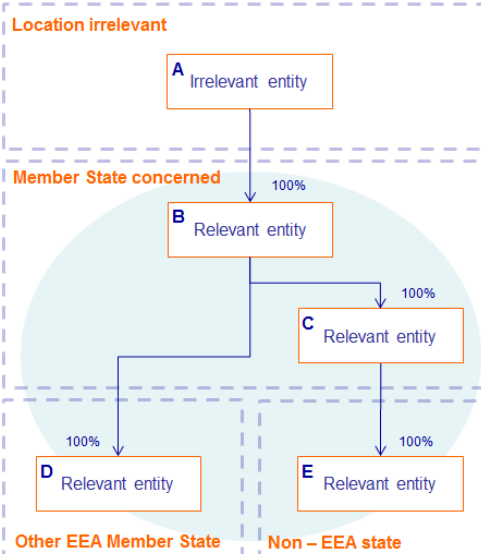 Location irrelevant
A
Irrelevant entity
100%
Member State concerned
B
Relevant entity
100%
C
Relevant entity
100%
100%
D
Relevant entity
E
Relevant entity
Other EEA Member State
Non – EEA state